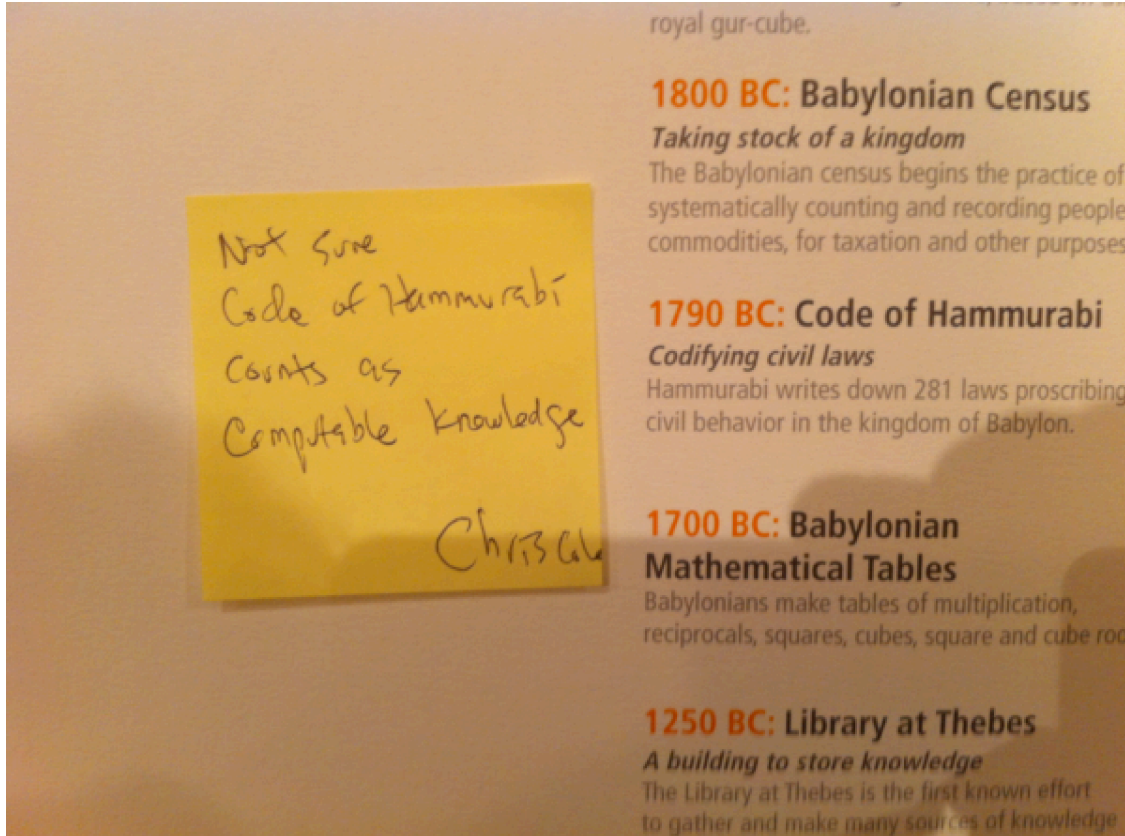 royal gur-cube.
1800 BC: Babylonian Census
Taking stock of a kingdom
The Babylonian census begins the practice of
systematically counting and recording people
commodities, for taxation and other purposes
1790 BC: Code of Hammurabi
Codifying civil laws
Hammurabi writes down 281 laws proscribing
civil behavior in the kingdom of Babylon.
1700 BC: Babylonian
Mathematical Tables
Babylonians make tables of multiplication,
reciprocals, squares, cubes, square and cube
1250 BC: Library at Thebes
A building to store knowledge
The Library at Thebes is the first known effort
to gather and make many sources of knowledge
Not sure
Code of Hammurabi
Counts as
Computable knowledge
Chris